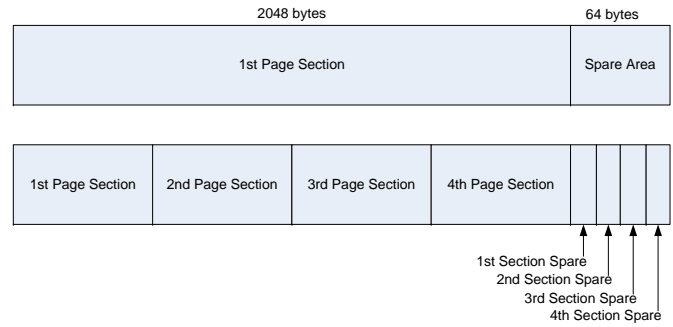 2048 bytes
64 bytes
1st Page Section
Spare Area
1st Page Section
2nd Page Section
3rd Page Section
4th Page Section
1st Section Spare
2nd Section Spare
3rd Section Spare
4th Section Spare